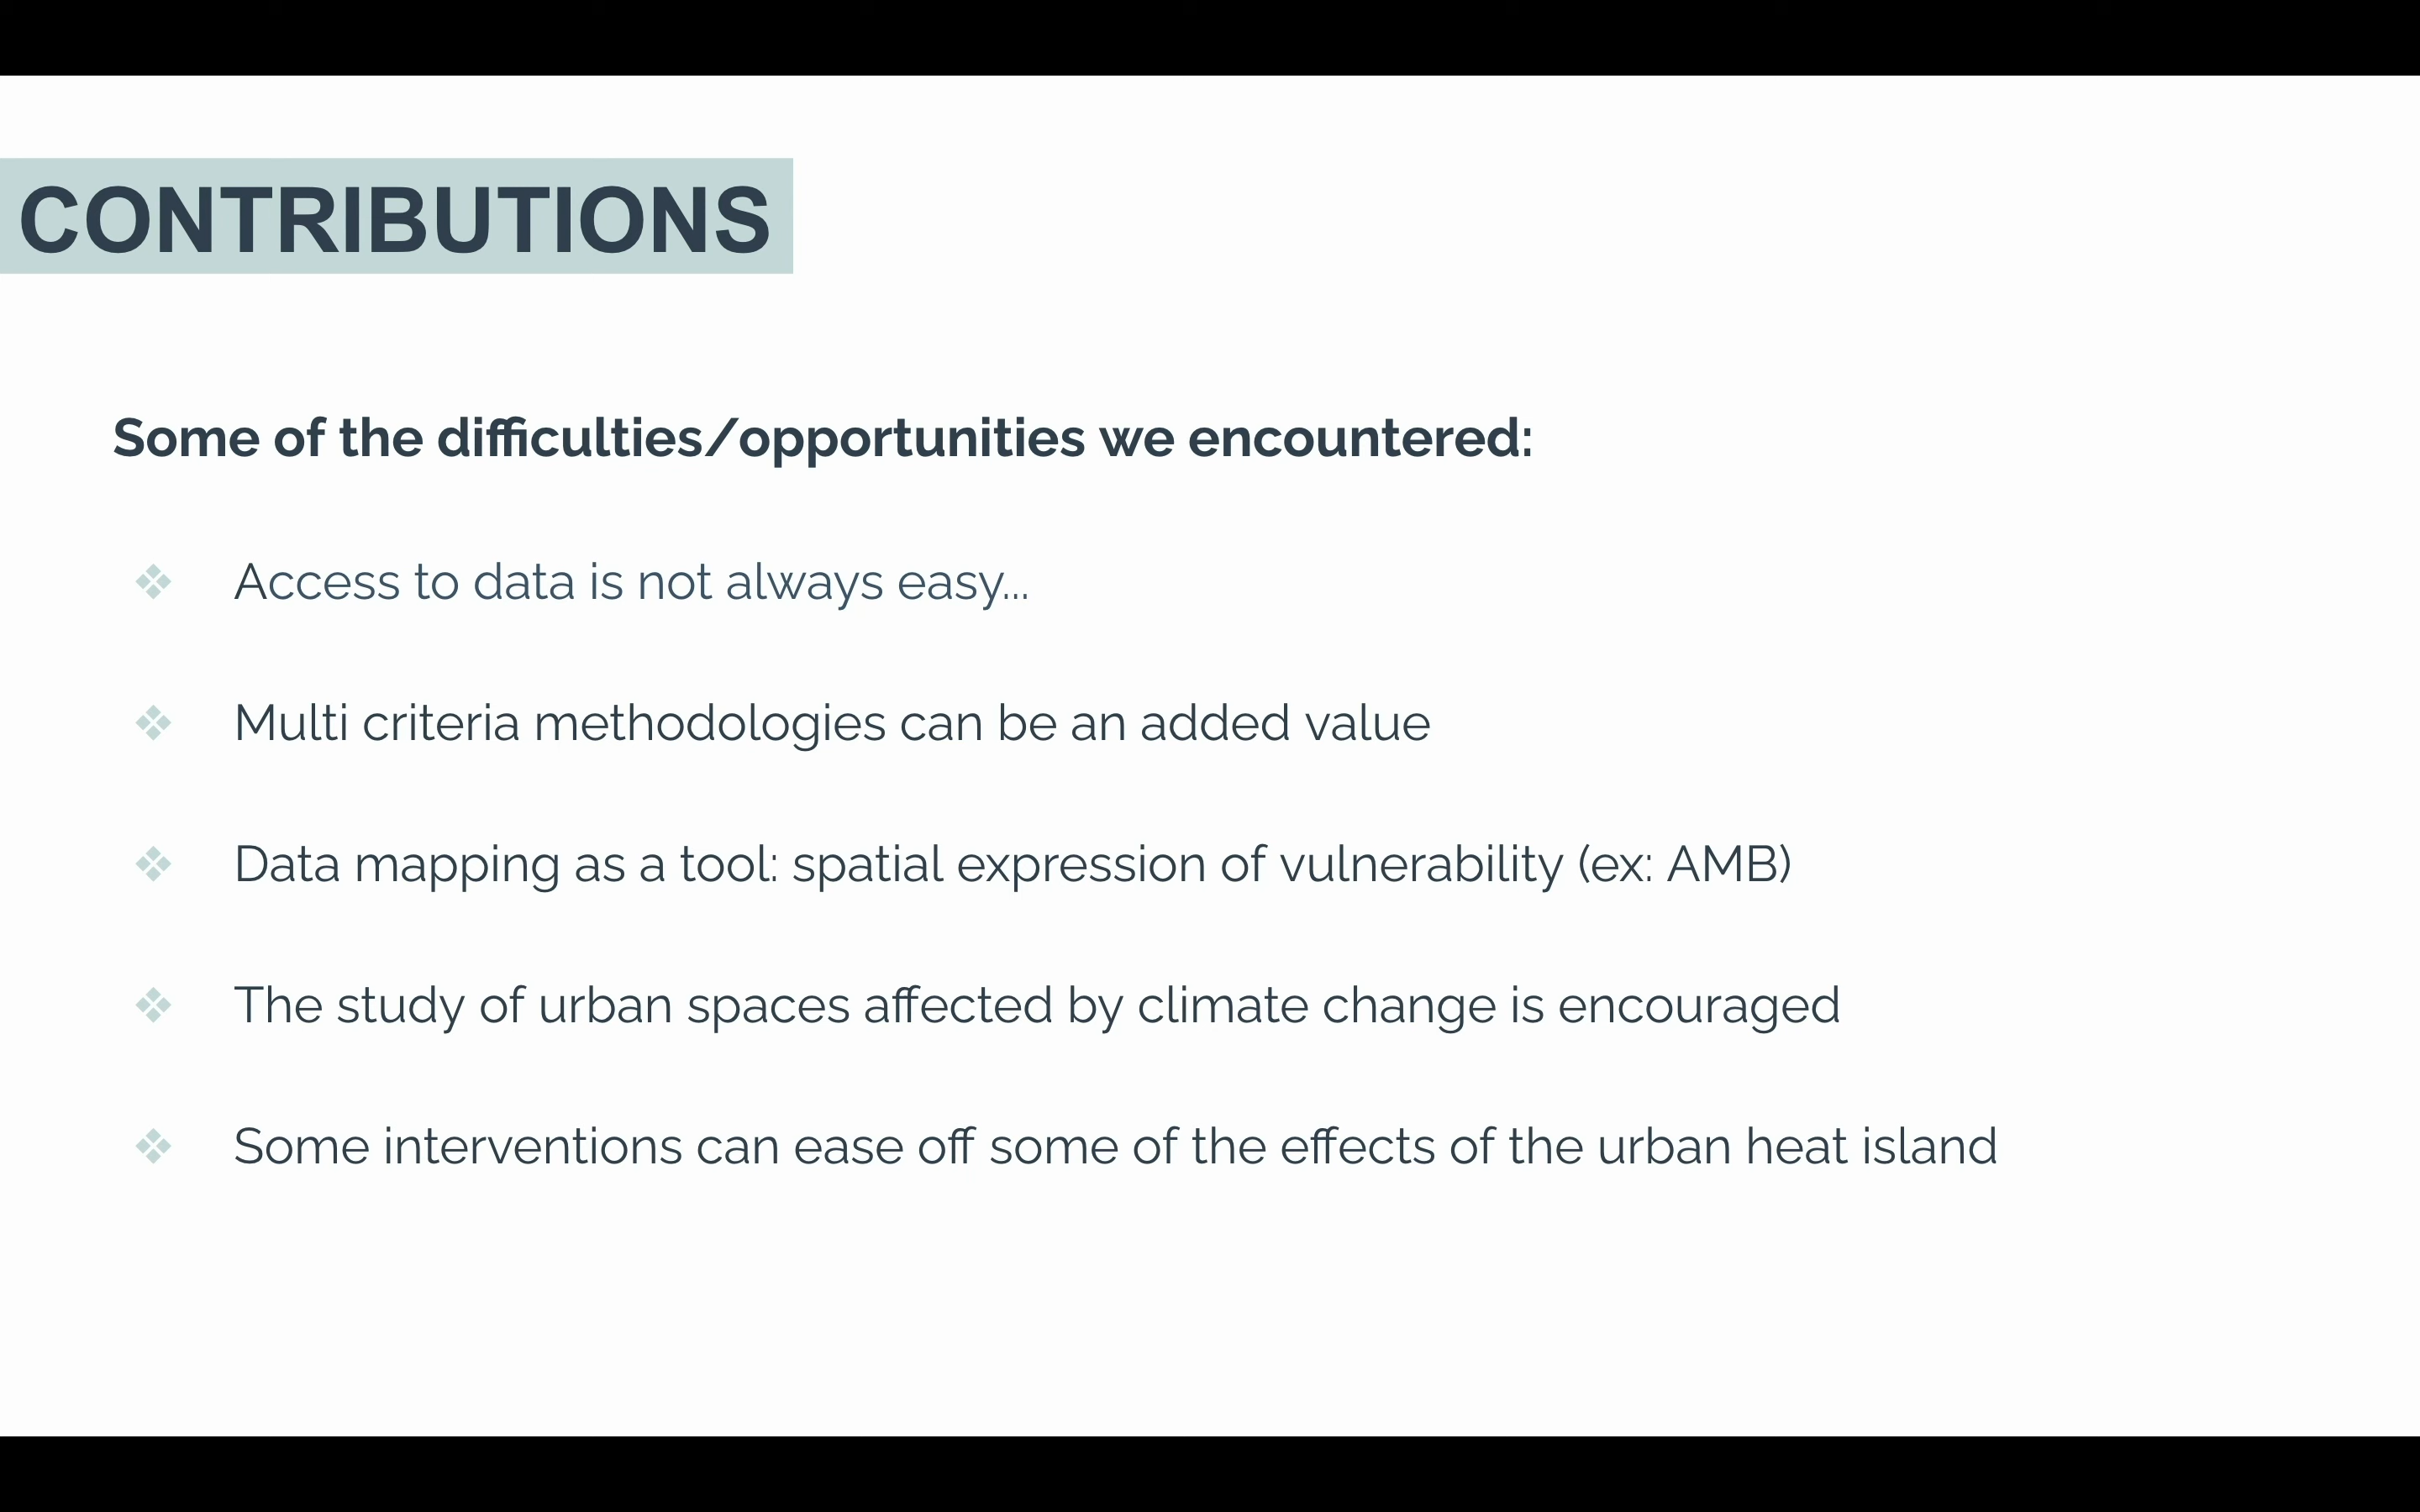 CONTRIBUTIONS
Some of the difficulties/opportunities we encountered:
Access to data is not always easy...
Multi criteria methodologies can be an added value
Data mapping as a tool: spatial expression of vulnerability (ex: AMB)
The study of urban spaces affected by climate change is encouraged
Some interventions can ease off some of the effects of the urban heat island